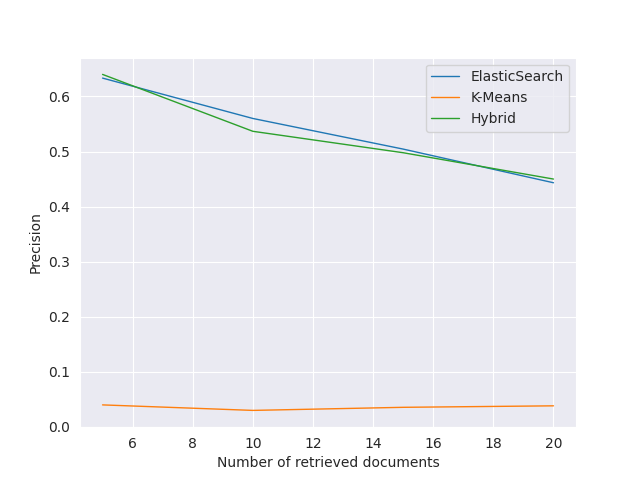 ElasticSearch
K-Means
Hybrid
Precision
0.6
0.5
0.4
0.3
0.2
0.1
0.0
6 8 10 12 14 16 18 20
Number of retrieved documents